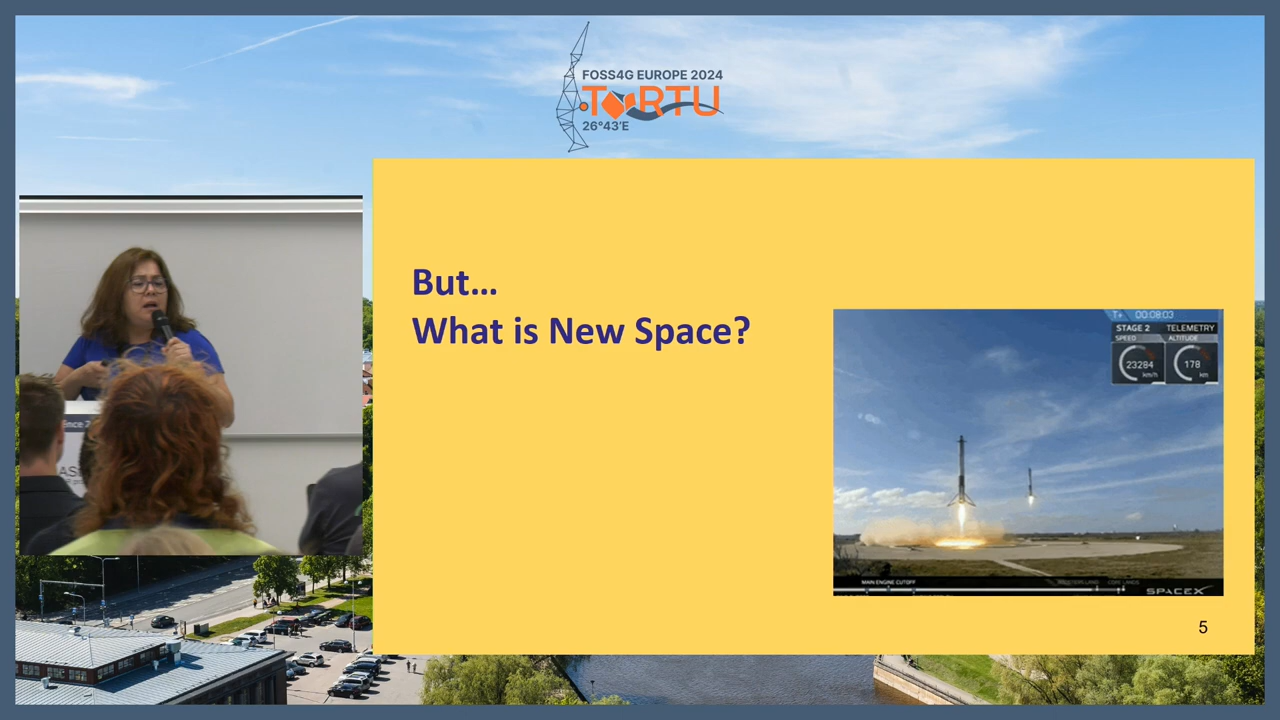 FOSS4G EUROPE 2024
TARTU
26°43'E
But...
What is New Space?
T+ 00:08:03
STAGE 2 TELEMETRY
SPEED ALTITUDE
23284 178
km/h km
MAIN ENGINE CUTOFF
SPACEX
5